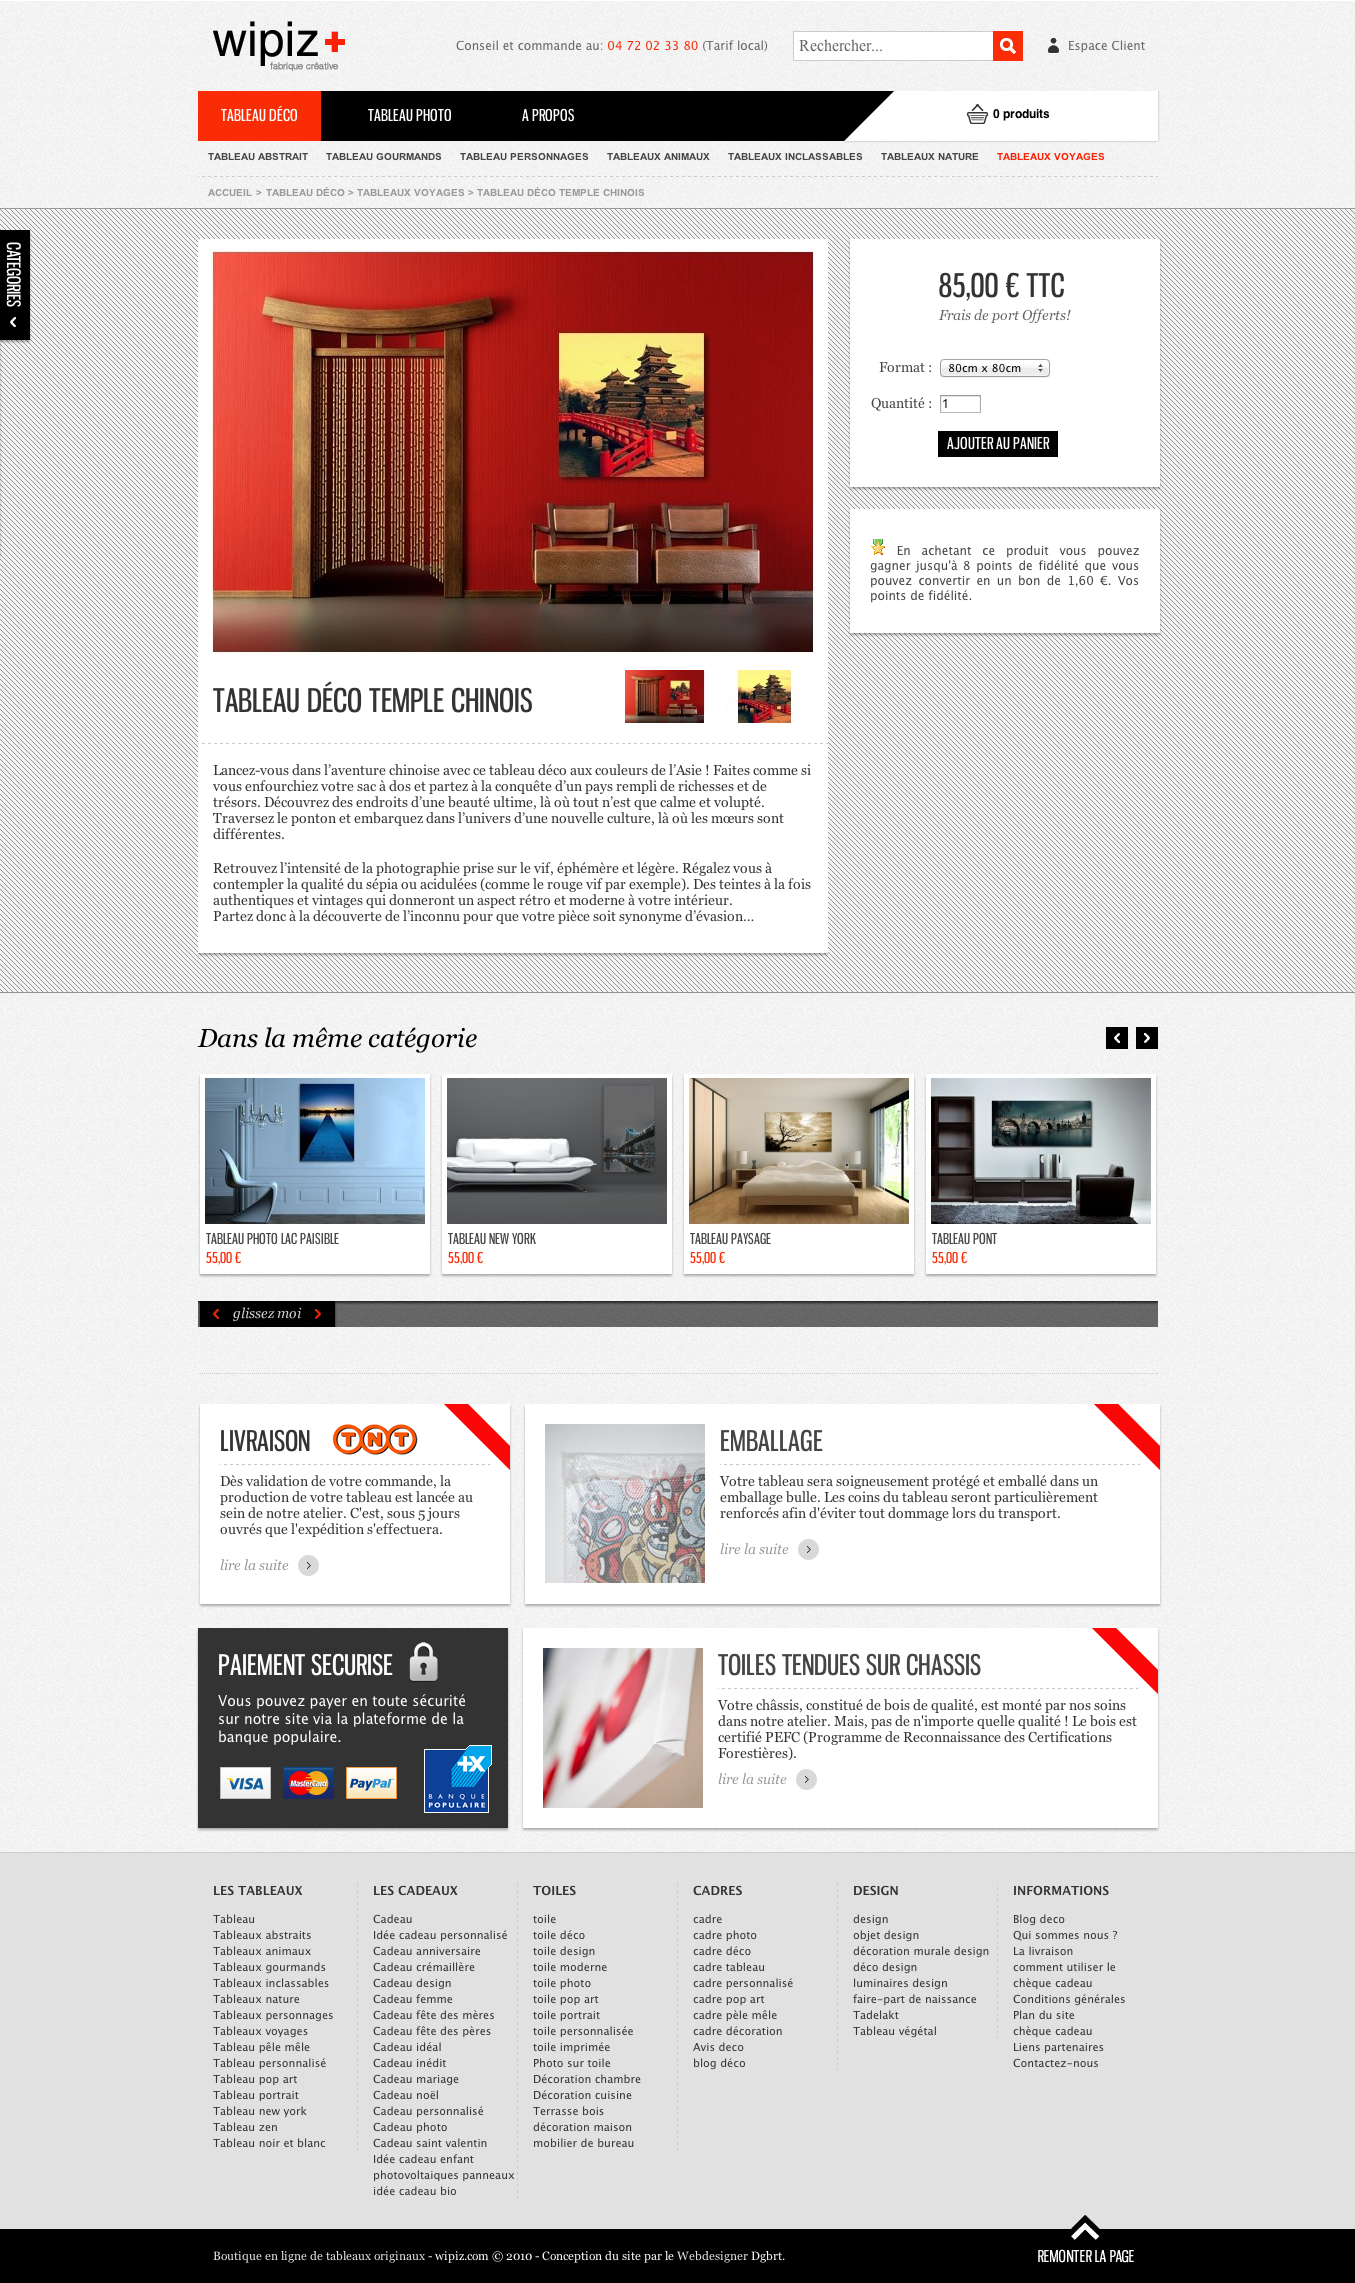 wipiz+
fabrique créative
Conseil et commande au: 04 72 02 33 80 (Tarif local)
Rechercher...
Espace Client
TABLEAU DÉCO
TABLEAU PHOTO
A PROPOS
0 produits
TABLEAU ABSTRAIT
TABLEAU GOURMANDS
TABLEAU PERSONNAGES
TABLEAUX ANIMAUX
TABLEAUX INCLASSABLES
TABLEAUX NATURE
TABLEAUX VOYAGES
ACCUEIL > TABLEAU DÉCO > TABLEAUX VOYAGES > TABLEAU DÉCO TEMPLE CHINOIS
CATEGORIES
85,00 € TTC
Frais de port Offerts!
Format : 80cm x 80cm
Quantité : 1
AJOUTER AU PANIER
En achetant ce produit vous pouvez
gagner jusqu'à 8 points de fidélité que vous
pouvez convertir en un bon de 1,60 €. Vos
points de fidélité.
TABLEAU DÉCO TEMPLE CHINOIS
Lancez-vous dans l’aventure chinoise avec ce tableau déco aux couleurs de l’Asie ! Faites comme si
vous enfourchiez votre sac à dos et partez à la conquête d’un pays rempli de richesses et de
trésors. Découvrez des endroits d’une beauté ultime, là où tout n’est que calme et volupté.
Traversez le ponton et embarquez dans l’univers d’une nouvelle culture, là où les mœurs sont
différentes.
Retrouvez l’intensité de la photographie prise sur le vif, éphémère et légère. Régalez vous à
contempler la qualité du sépia ou acidulées (comme le rouge vif par exemple). Des teintes à la fois
authentiques et vintages qui donneront un aspect rétro et moderne à votre intérieur.
Partez donc à la découverte de l’inconnu pour que votre pièce soit synonyme d’évasion…
Dans la même catégorie
TABLEAU PHOTO LAC PAISIBLE
55,00 €
TABLEAU NEW YORK
55,00 €
TABLEAU PAYSAGE
55,00 €
TABLEAU PONT
55,00 €
glissez moi
LIVRAISON TNT
Dès validation de votre commande, la
production de votre tableau est lancée au
sein de notre atelier. C'est, sous 5 jours
ouvrés que l'expédition s'effectuera.
lire la suite
EMBALLAGE
Votre tableau sera soigneusement protégé et emballé dans un
emballage bulle. Les coins du tableau seront particulièrement
renforcés afin d'éviter tout dommage lors du transport.
lire la suite
PAIEMENT SECURISE
Vous pouvez payer en toute sécurité
sur notre site via la plateforme de la
banque populaire.
VISA
MasterCard
PayPal
BANQUE
POPULAIRE
TOILES TENDUES SUR CHASSIS
Votre châssis, constitué de bois de qualité, est monté par nos soins
dans notre atelier. Mais, pas de n'importe quelle qualité ! Le bois est
certifié PEFC (Programme de Reconnaissance des Certifications
Forestières).
lire la suite
LES TABLEAUX
Tableau
Tableaux abstraits
Tableaux animaux
Tableaux gourmands
Tableaux inclassables
Tableaux nature
Tableaux personnages
Tableaux voyages
Tableau pêle mêle
Tableau personnalisé
Tableau pop art
Tableau portrait
Tableau new york
Tableau zen
Tableau noir et blanc
LES CADEAUX
Cadeau
Idée cadeau personnalisé
Cadeau anniversaire
Cadeau crémaillère
Cadeau design
Cadeau femme
Cadeau fête des mères
Cadeau fête des pères
Cadeau idéal
Cadeau inédit
Cadeau mariage
Cadeau noël
Cadeau personnalisé
Cadeau photo
Cadeau saint valentin
Idée cadeau enfant
photovoltaiques panneaux
idée cadeau bio
TOILES
toile
toile déco
toile design
toile moderne
toile photo
toile pop art
toile portrait
toile personnalisée
toile imprimée
Photo sur toile
Décoration chambre
Décoration cuisine
Terrasse bois
décoration maison
mobilier de bureau
CADRES
cadre
cadre photo
cadre déco
cadre tableau
cadre personnalisé
cadre pop art
cadre pèle mêle
cadre décoration
Avis deco
blog déco
DESIGN
design
objet design
décoration murale design
déco design
luminaires design
faire-part de naissance
Tadelakt
Tableau végétal
INFORMATIONS
Blog deco
Qui sommes nous ?
La livraison
comment utiliser le
chèque cadeau
Conditions générales
Plan du site
chèque cadeau
Liens partenaires
Contactez-nous
Boutique en ligne de tableaux originaux - wipiz.com © 2010 - Conception du site par le Webdesigner Dgbrt.
REMONTER LA PAGE